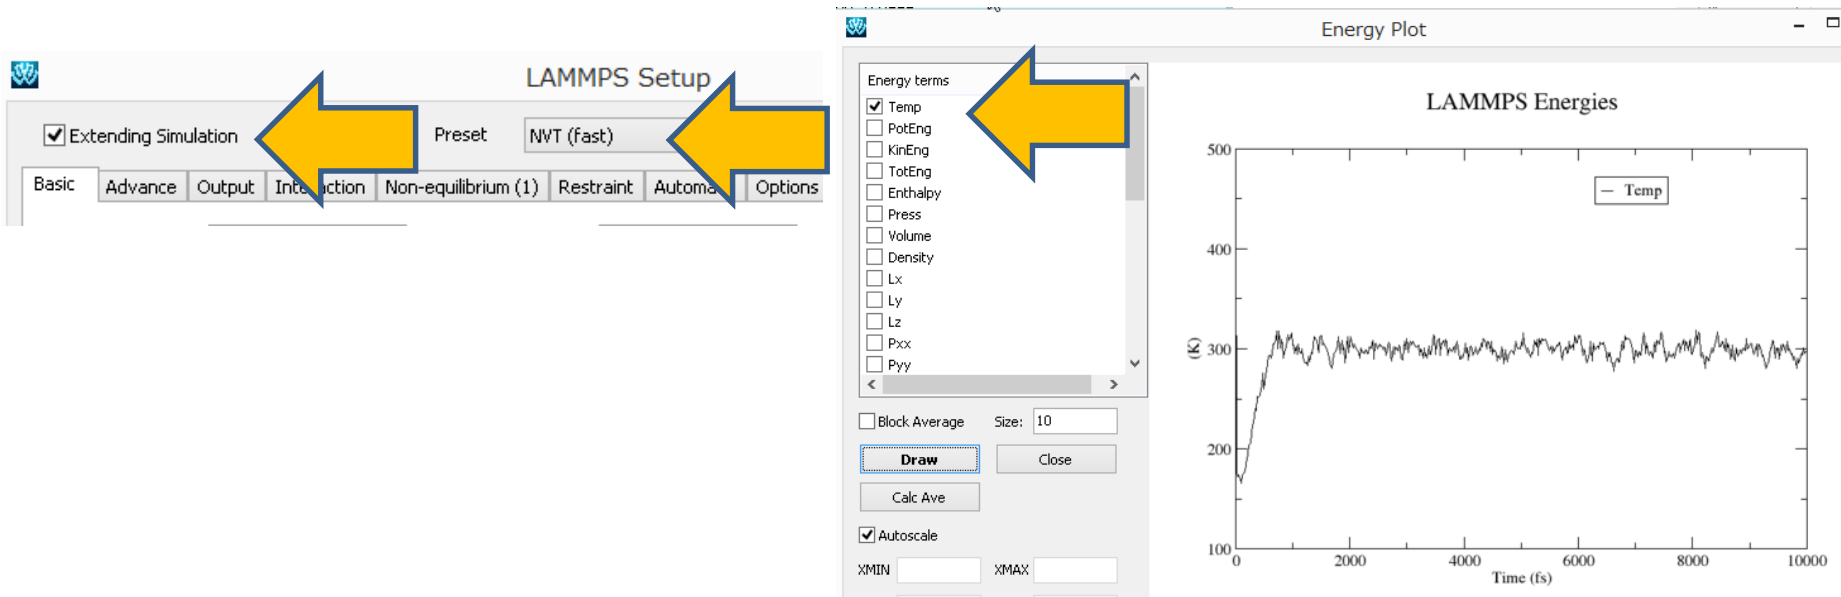 LAMMPS Setup
Extending Simulation
Preset
NVT (fast)
Basic
Advance
Output
Interaction
Non-equilibrium (1)
Restraint
Options
Energy Plot
Energy terms
Temp
PotEng
KinEng
TotEng
Enthalpy
Press
Volume
Density
Lx
Ly
Lz
Pxx
Pyy
Block Average
Size:
10
Draw
Close
Calc Ave
Autoscale
XMIN
XMAX
LAMMPS Energies
Temp
500
400
300
200
100
(K)
0
2000
4000
6000
8000
10000
Time (fs)